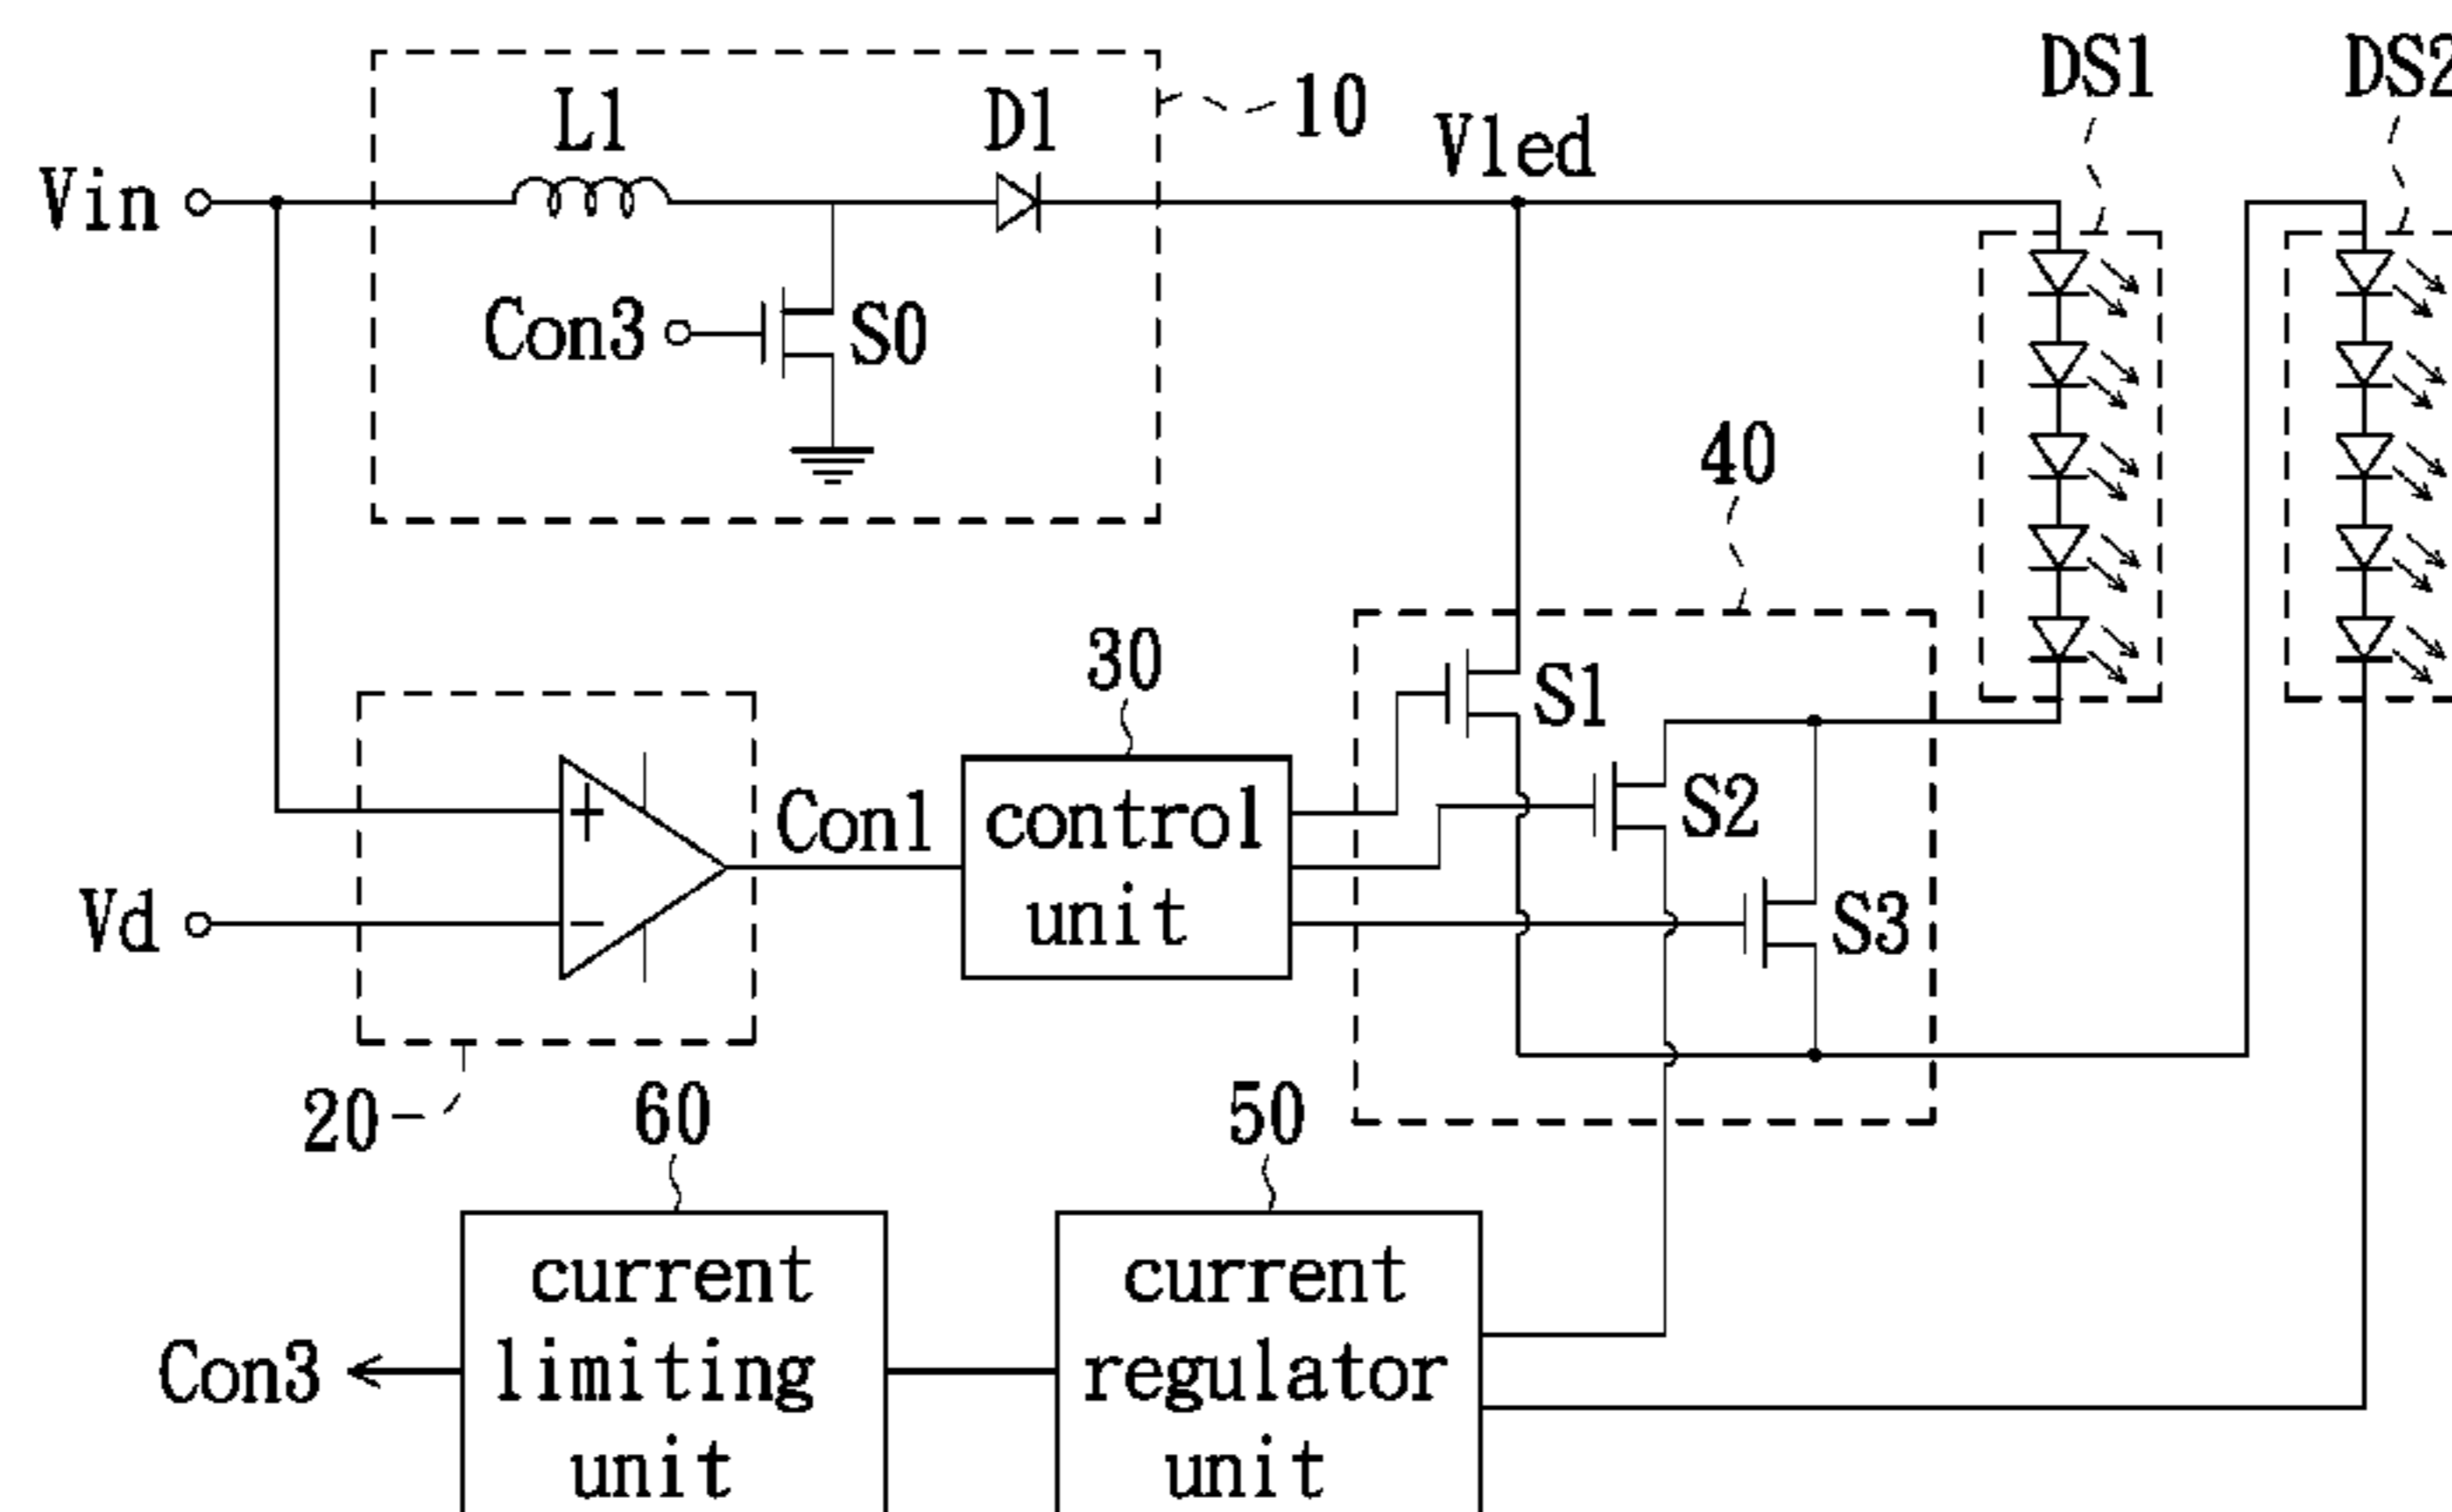 DS1
DS2
L1
D1
10
Vled
Vin
Con3
S0
40
30
S1
S2
Con1
control
unit
+
−
Vd
S3
20
60
50
current
limiting
unit
current
regulator
unit
Con3